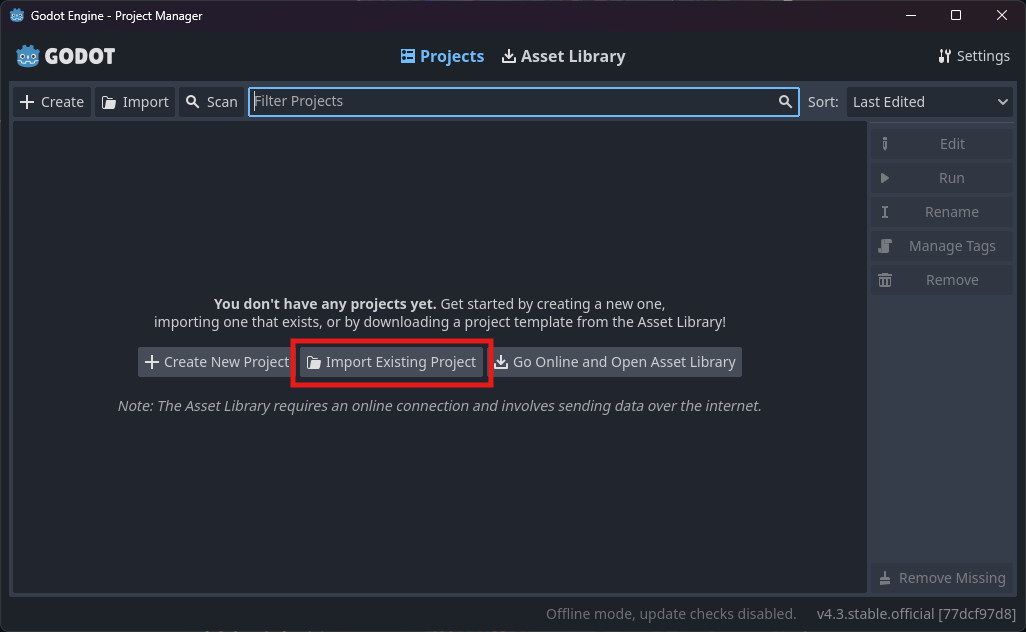 Godot Engine - Project Manager
GODOT
Projects
Asset Library
Settings
Create
Import
Scan
Filter Projects
Sort:
Last Edited
Edit
Run
Rename
Manage Tags
Remove
You don't have any projects yet. Get started by creating a new one,
importing one that exists, or by downloading a project template from the Asset Library!
Create New Project
Import Existing Project
Go Online and Open Asset Library
Note: The Asset Library requires an online connection and involves sending data over the internet.
Remove Missing
Offline mode, update checks disabled.
v4.3.stable.official [77dcf97d8]